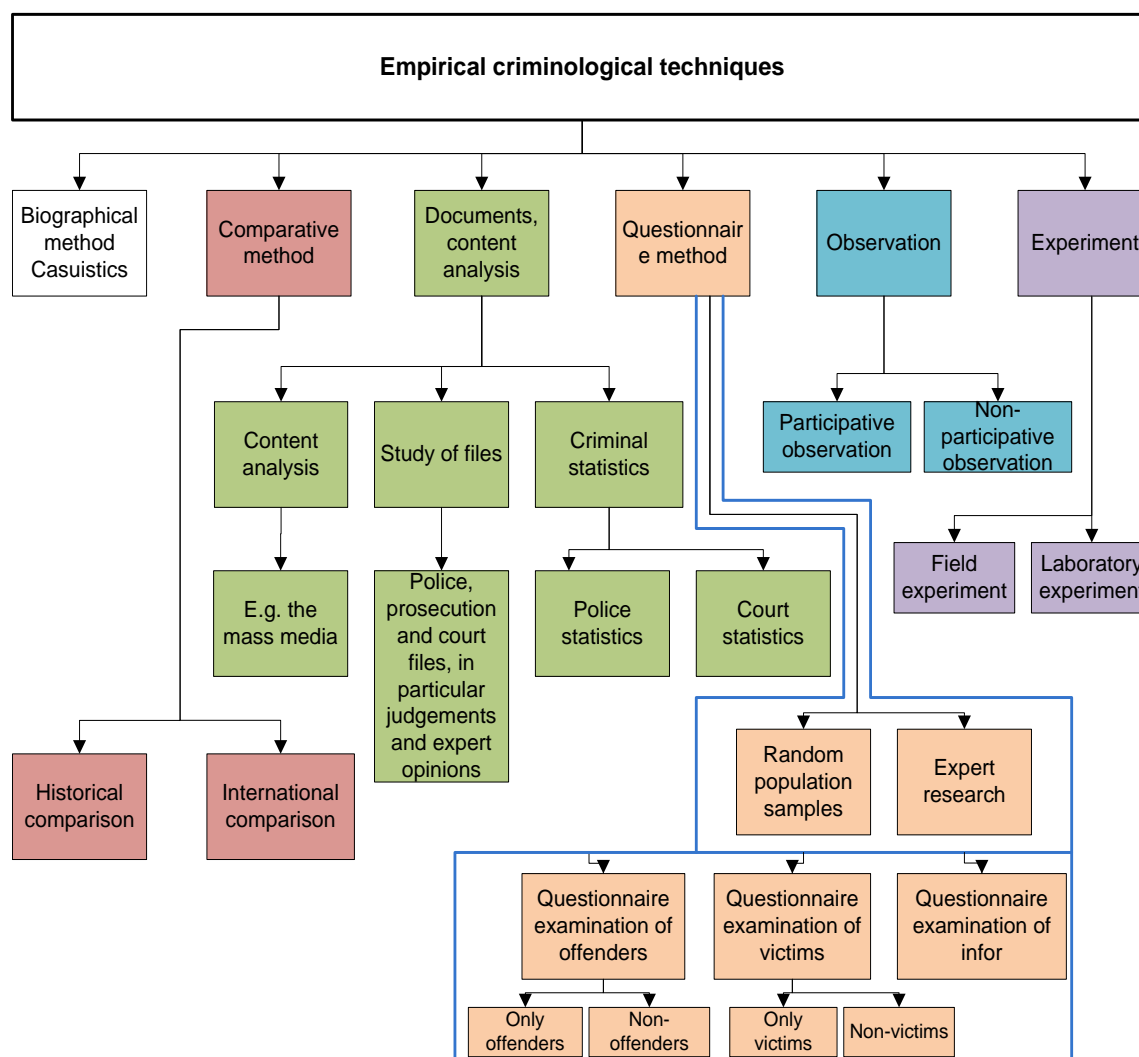 Empirical criminological techniques
Biographical
method
Casuistics
Comparative
method
Documents,
content
analysis
Questionnair
e method
Observation
Experiment
Content
analysis
Study of files
Criminal
statistics
Participative
observation
Non-
participative
observation
Field
experiment
Laboratory
experiment
E.g. the
mass media
Police,
prosecution
and court
files, in
particular
judgements
and expert
opinions
Police
statistics
Court
statistics
Historical
comparison
International
comparison
Random
population
samples
Expert
research
Questionnaire
examination of
offenders
Questionnaire
examination of
victims
Questionnaire
examination of
infor
Only
offenders
Non-
offenders
Only
victims
Non-victims